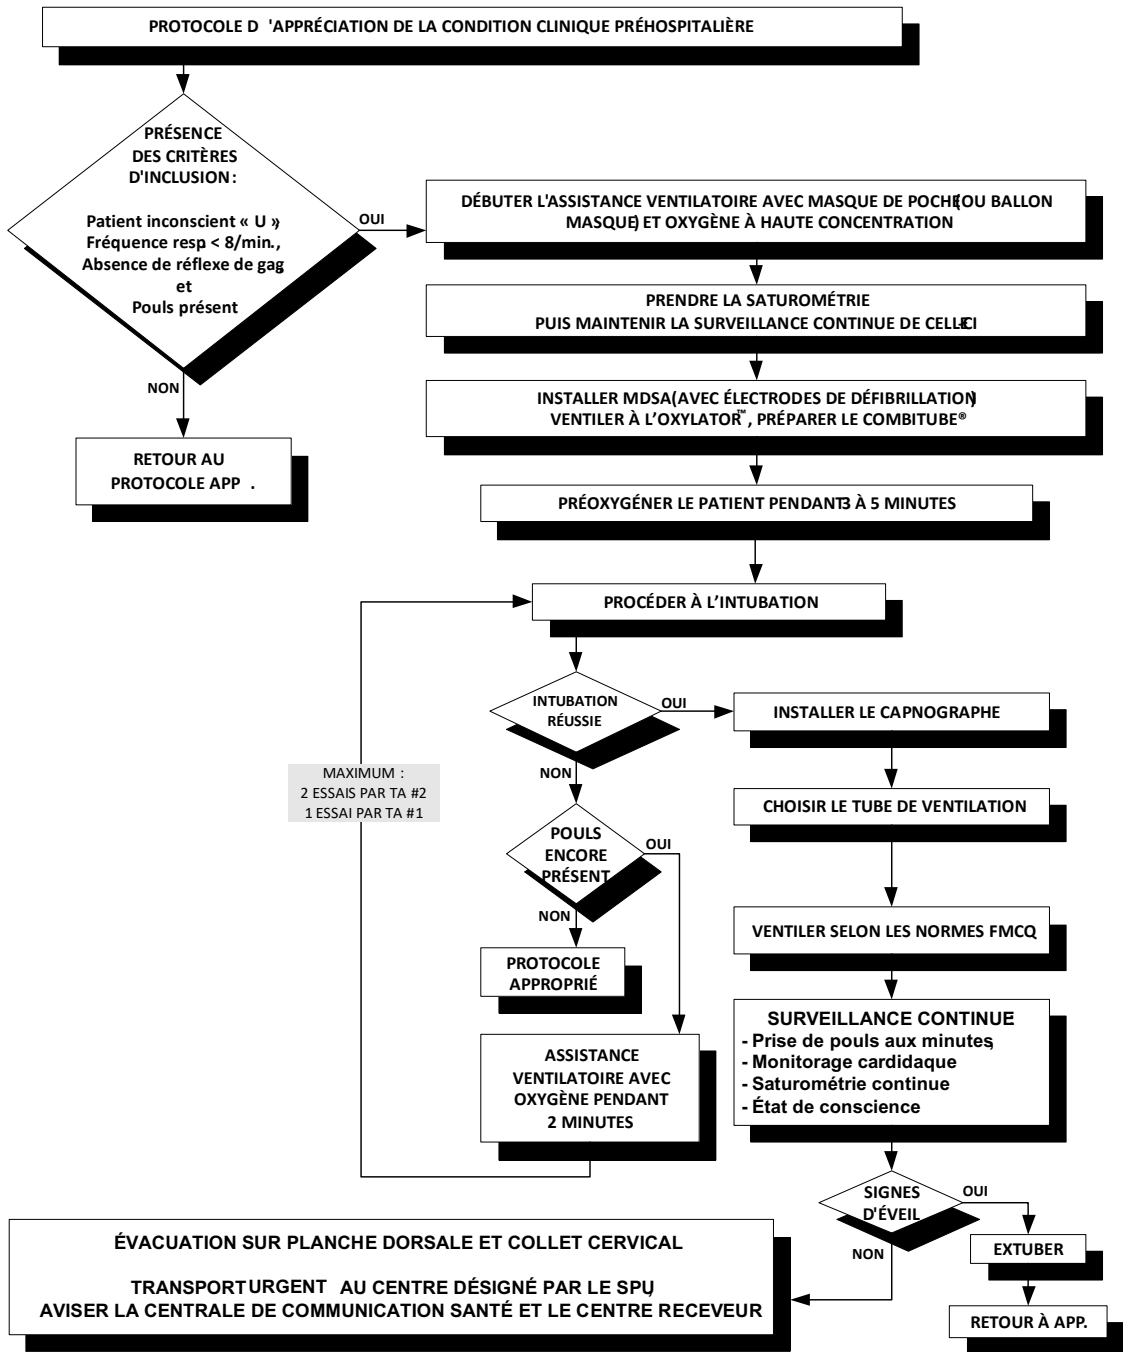 PROTOCOLE D 'APPRÉCIATION DE LA CONDITION CLINIQUE PRÉHOSPITALIÈRE
PRÉSENCE
DES CRITÈRES
D'INCLUSION :
Patient inconscient « U »,
Fréquence resp. < 8/min.,
Absence de réflexe de gag,
et
Pouls présent
OUI
NON
RETOUR AU
PROTOCOLE APP .
DÉBUTER L'ASSISTANCE VENTILATOIRE AVEC MASQUE DE POCHE (OU BALLON
MASQUE) ET OXYGÈNE À HAUTE CONCENTRATION
PRENDRE LA SATUROMÉTRIE
PUIS MAINTENIR LA SURVEILLANCE CONTINUE DE CELLE-CI
INSTALLER MDSA (AVEC ÉLECTRODES DE DÉFIBRILLATION)
VENTILER À L'OXYLATOR™, PRÉPARER LE COMBITUBE®
PRÉOXYGÉNER LE PATIENT PENDANT 3 À 5 MINUTES
PROCÉDER À L'INTUBATION
INTUBATION
RÉUSSIE
OUI
NON
MAXIMUM :
2 ESSAIS PAR TA #2
1 ESSAI PAR TA #1
POULS
ENCORE
PRÉSENT
OUI
NON
PROTOCOLE
APPROPRIÉ
ASSISTANCE
VENTILATOIRE AVEC
OXYGÈNE PENDANT
2 MINUTES
INSTALLER LE CAPNOGRAPHE
CHOISIR LE TUBE DE VENTILATION
VENTILER SELON LES NORMES FMCQ
SURVEILLANCE CONTINUE:
- Prise de pouls aux minutes,
- Monitorage cardidaque
- Saturométrie continue
- État de conscience
SIGNES
D'ÉVEIL
OUI
NON
EXTUBER
RETOUR À APP.
ÉVACUATION SUR PLANCHE DORSALE ET COLLET CERVICAL
TRANSPORT URGENT AU CENTRE DÉSIGNÉ PAR LE SPU,
AVISER LA CENTRALE DE COMMUNICATION SANTÉ ET LE CENTRE RECEVEUR